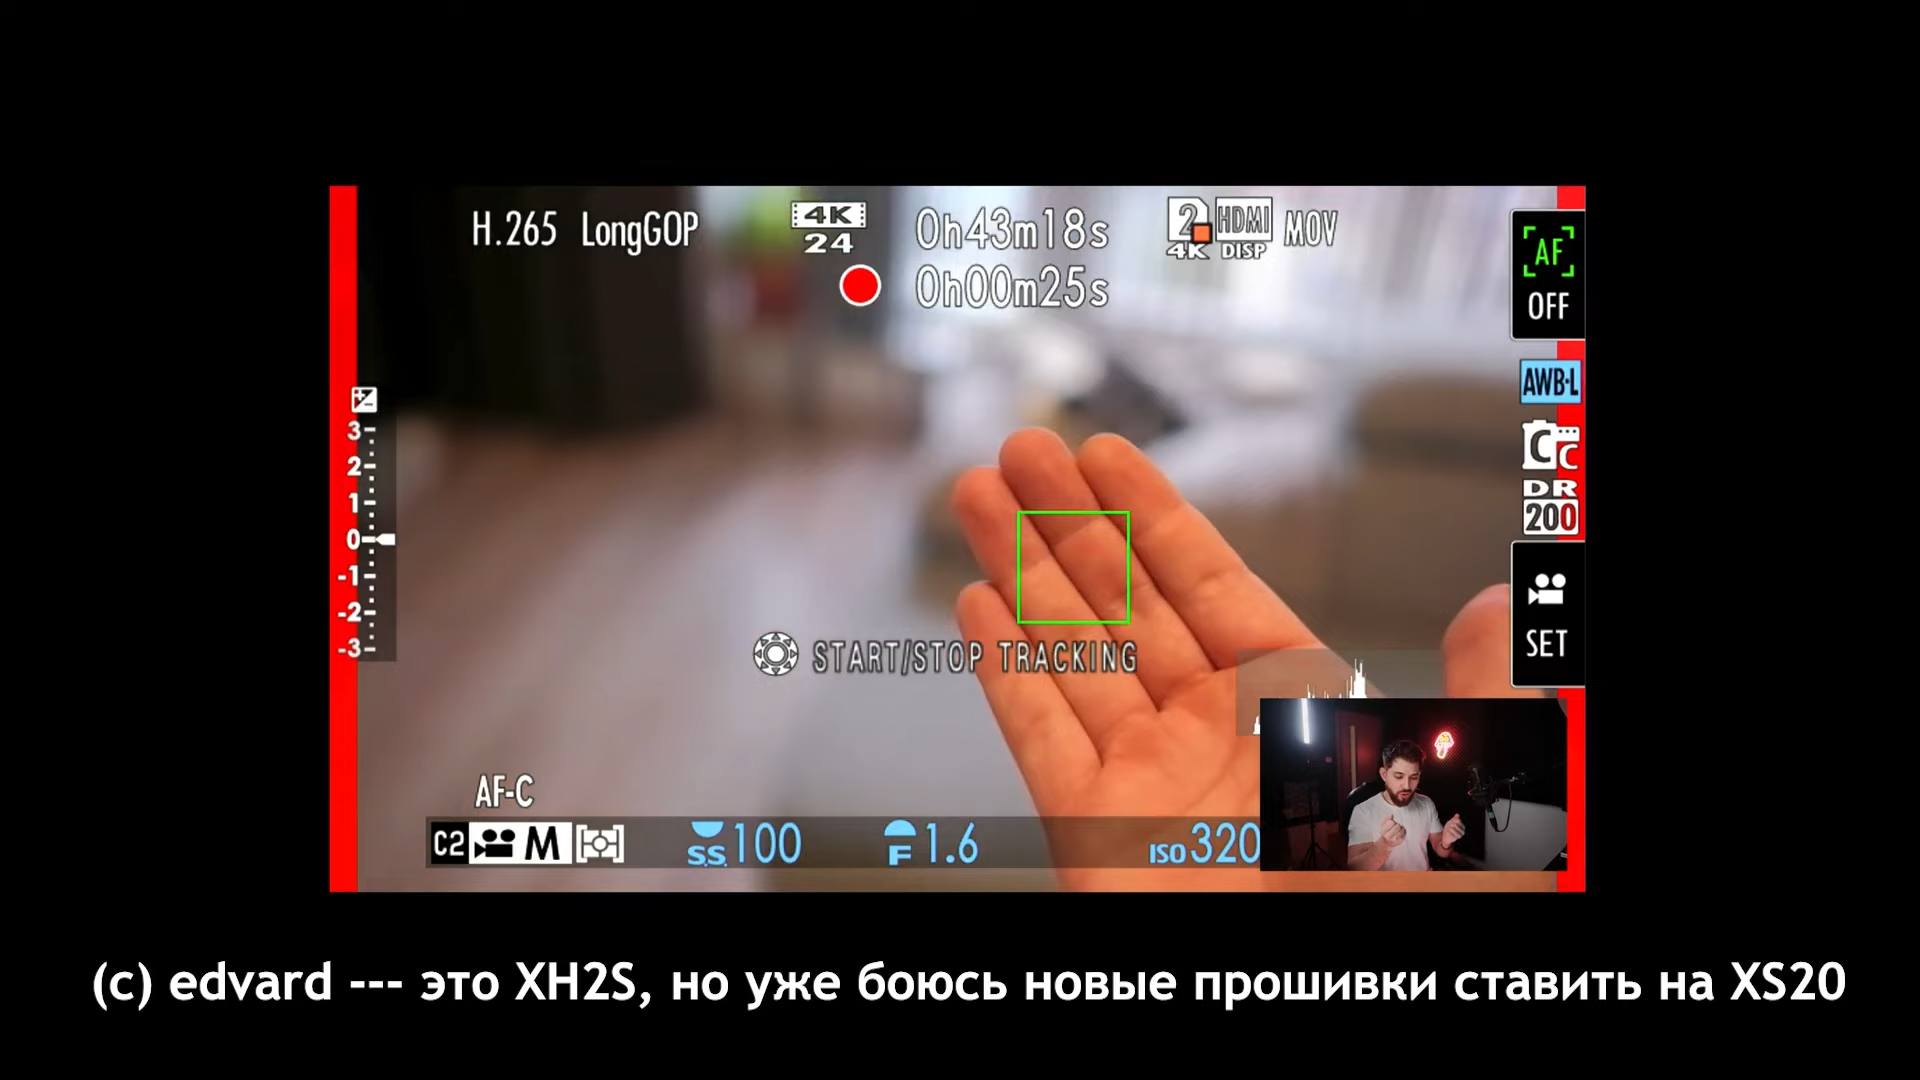 H.265 LongGOP
4K
24
0h43m18s
0h00m25s
2
4K
HDMI
DISP
MOV
AF
OFF
AWB-L
C
C
DR
200
SET
3
2
1
0
-1
-2
-3
START/STOP TRACKING
AF-C
C2 M
S.S. 100
F 1.6
ISO 320
(c) edvard --- это XH2S, но уже боюсь новые прошивки ставить на XS20